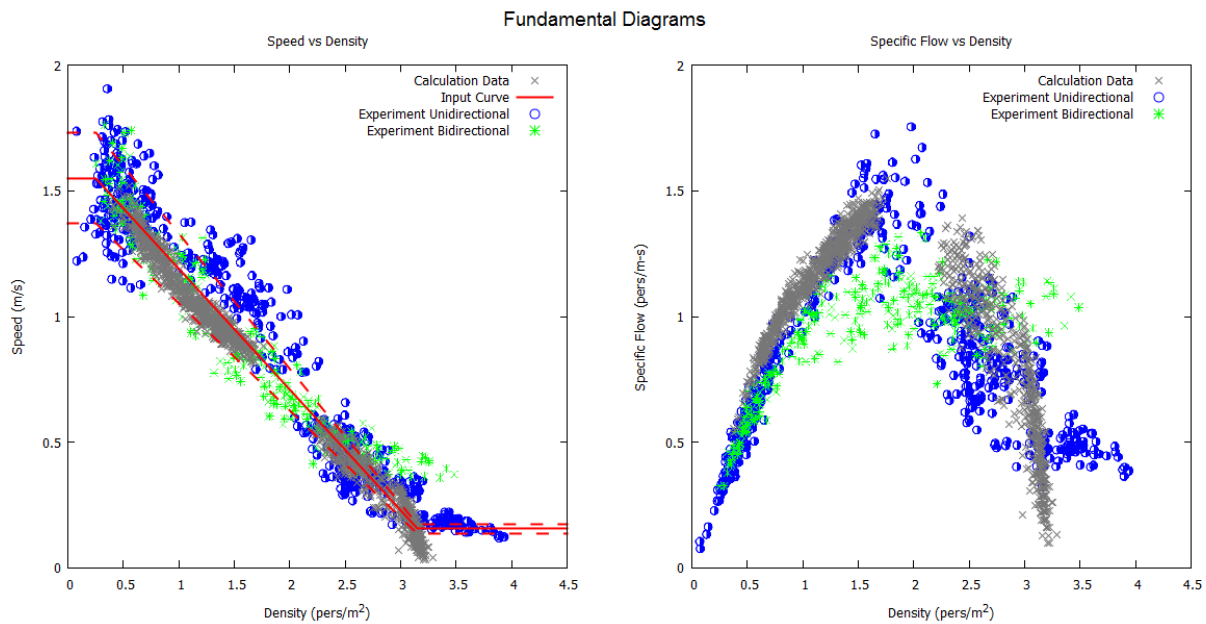 Fundamental Diagrams
Speed vs Density
2
1.5
1
0.5
0
Speed (m/s)
Calculation Data
Input Curve
Experiment Unidirectional
Experiment Bidirectional
0 0.5 1 1.5 2 2.5 3 3.5 4 4.5
Density (pers/m²)
Specific Flow vs Density
2
1.5
1
0.5
0
Specific Flow (pers/m-s)
Calculation Data
Experiment Unidirectional
Experiment Bidirectional
0 0.5 1 1.5 2 2.5 3 3.5 4 4.5
Density (pers/m²)